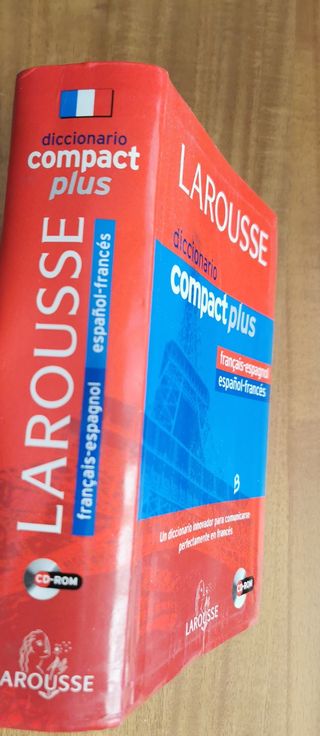 diccionario
compact
plus
LAROUSSE
français-espagnol
español-francés
CD-ROM
LAROUSSE
LAROUSSE
diccionario
compact plus
français-espagnol
español-francés
B
Un diccionario innovador para comunicarse
perfectamente en francés
CD-ROM
LAROUSSE